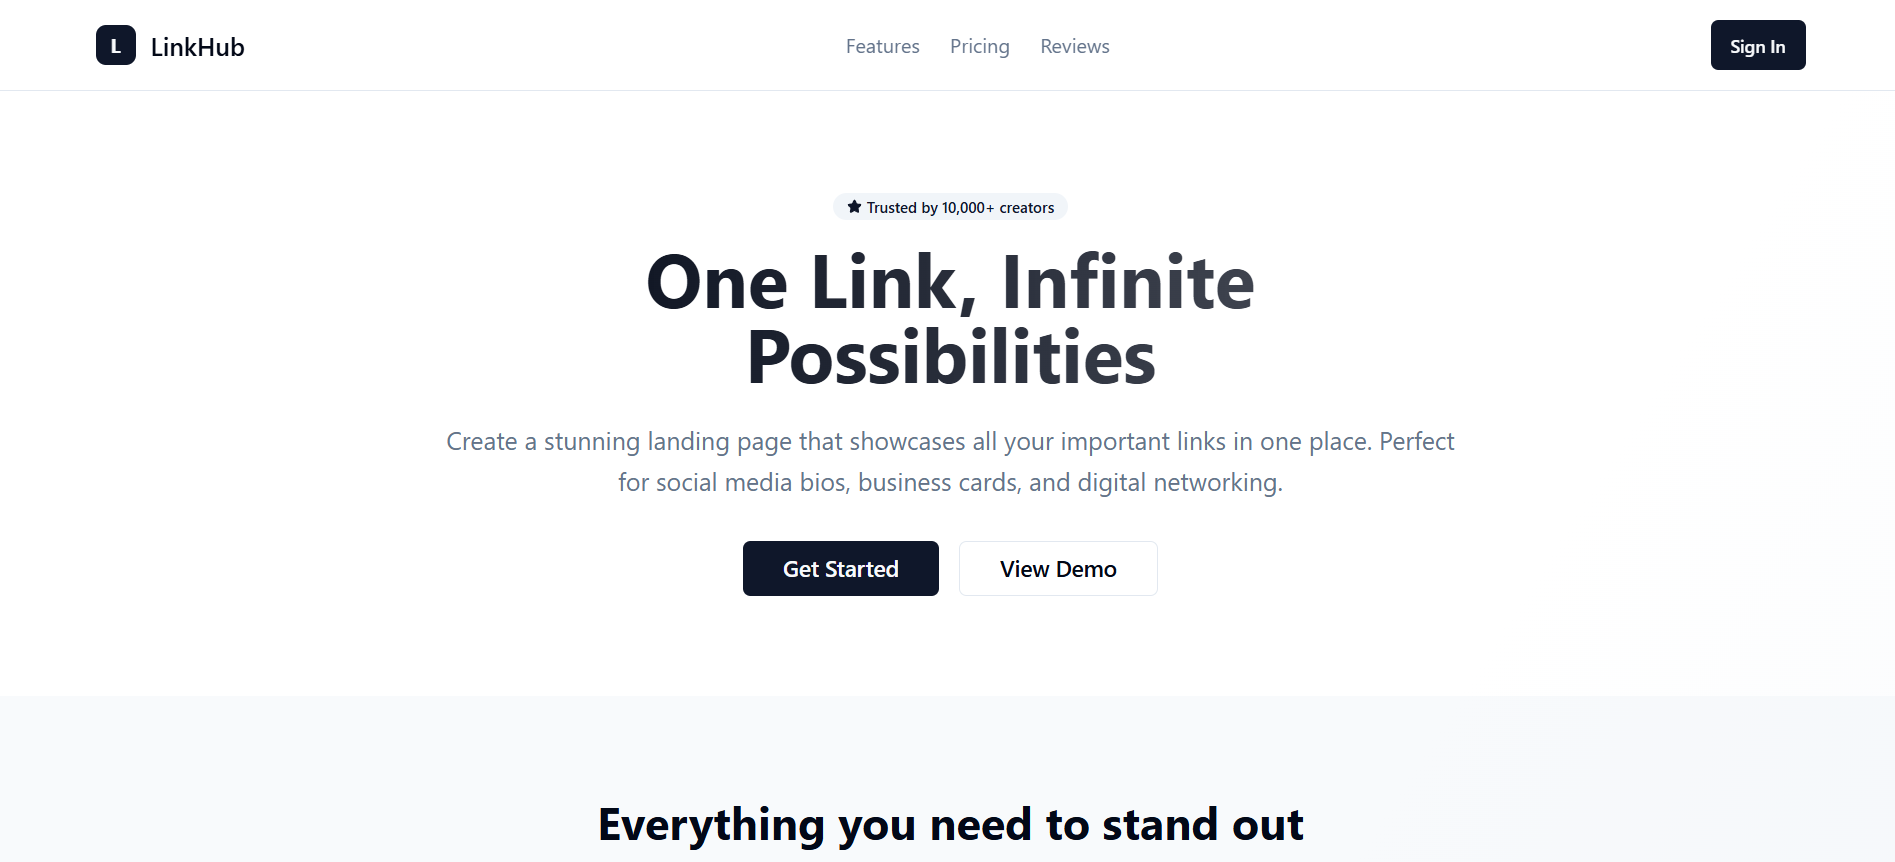 L
LinkHub
Features
Pricing
Reviews
Sign In
Trusted by 10,000+ creators
One Link, Infinite
Possibilities
Create a stunning landing page that showcases all your important links in one place. Perfect
for social media bios, business cards, and digital networking.
Get Started
View Demo
Everything you need to stand out